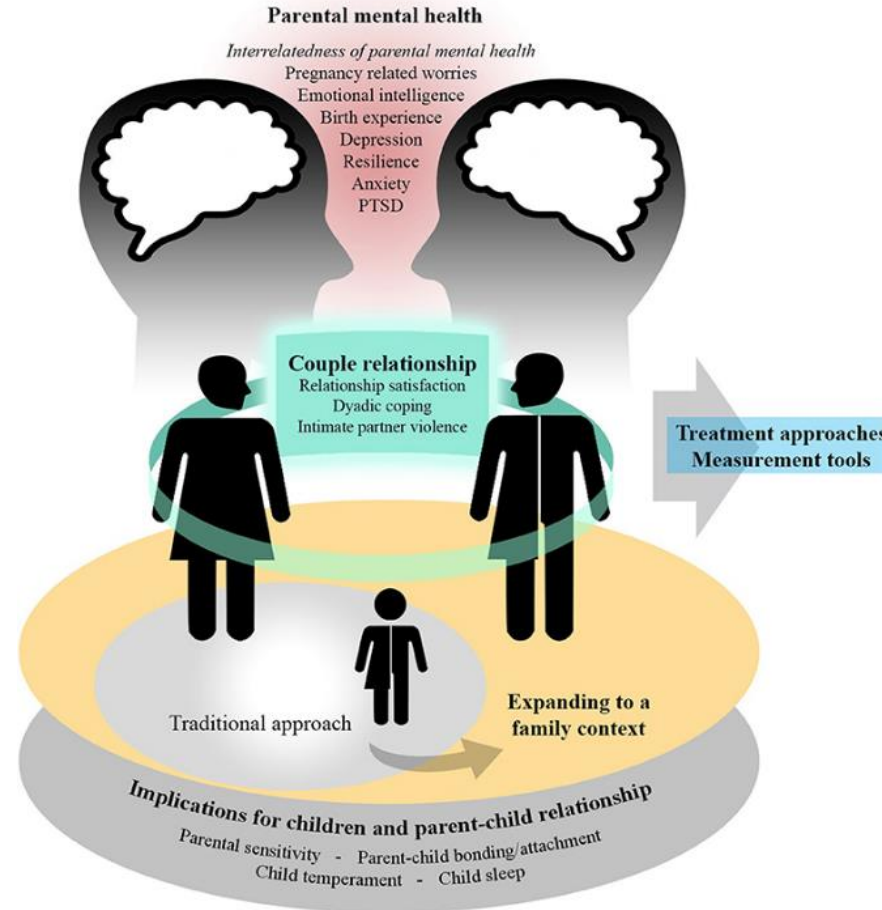 Parental mental health
Interrelatedness of parental mental health
Pregnancy related worries
Emotional intelligence
Birth experience
Depression
Resilience
Anxiety
PTSD
Couple relationship
Relationship satisfaction
Dyadic coping
Intimate partner violence
Treatment approaches
Measurement tools
Traditional approach
Expanding to a
family context
Implications for children and parent-child relationship
Parental sensitivity - Parent-child bonding/attachment
Child temperament - Child sleep